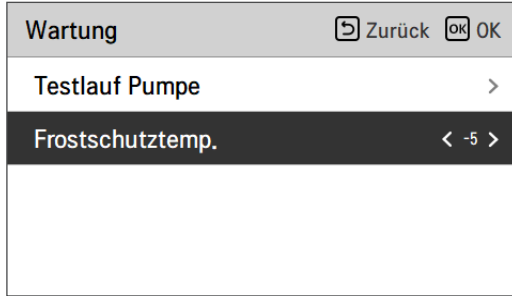 Wartung Zurück OK OK
Testlauf Pumpe >
Frostschutztemp. < -5 >